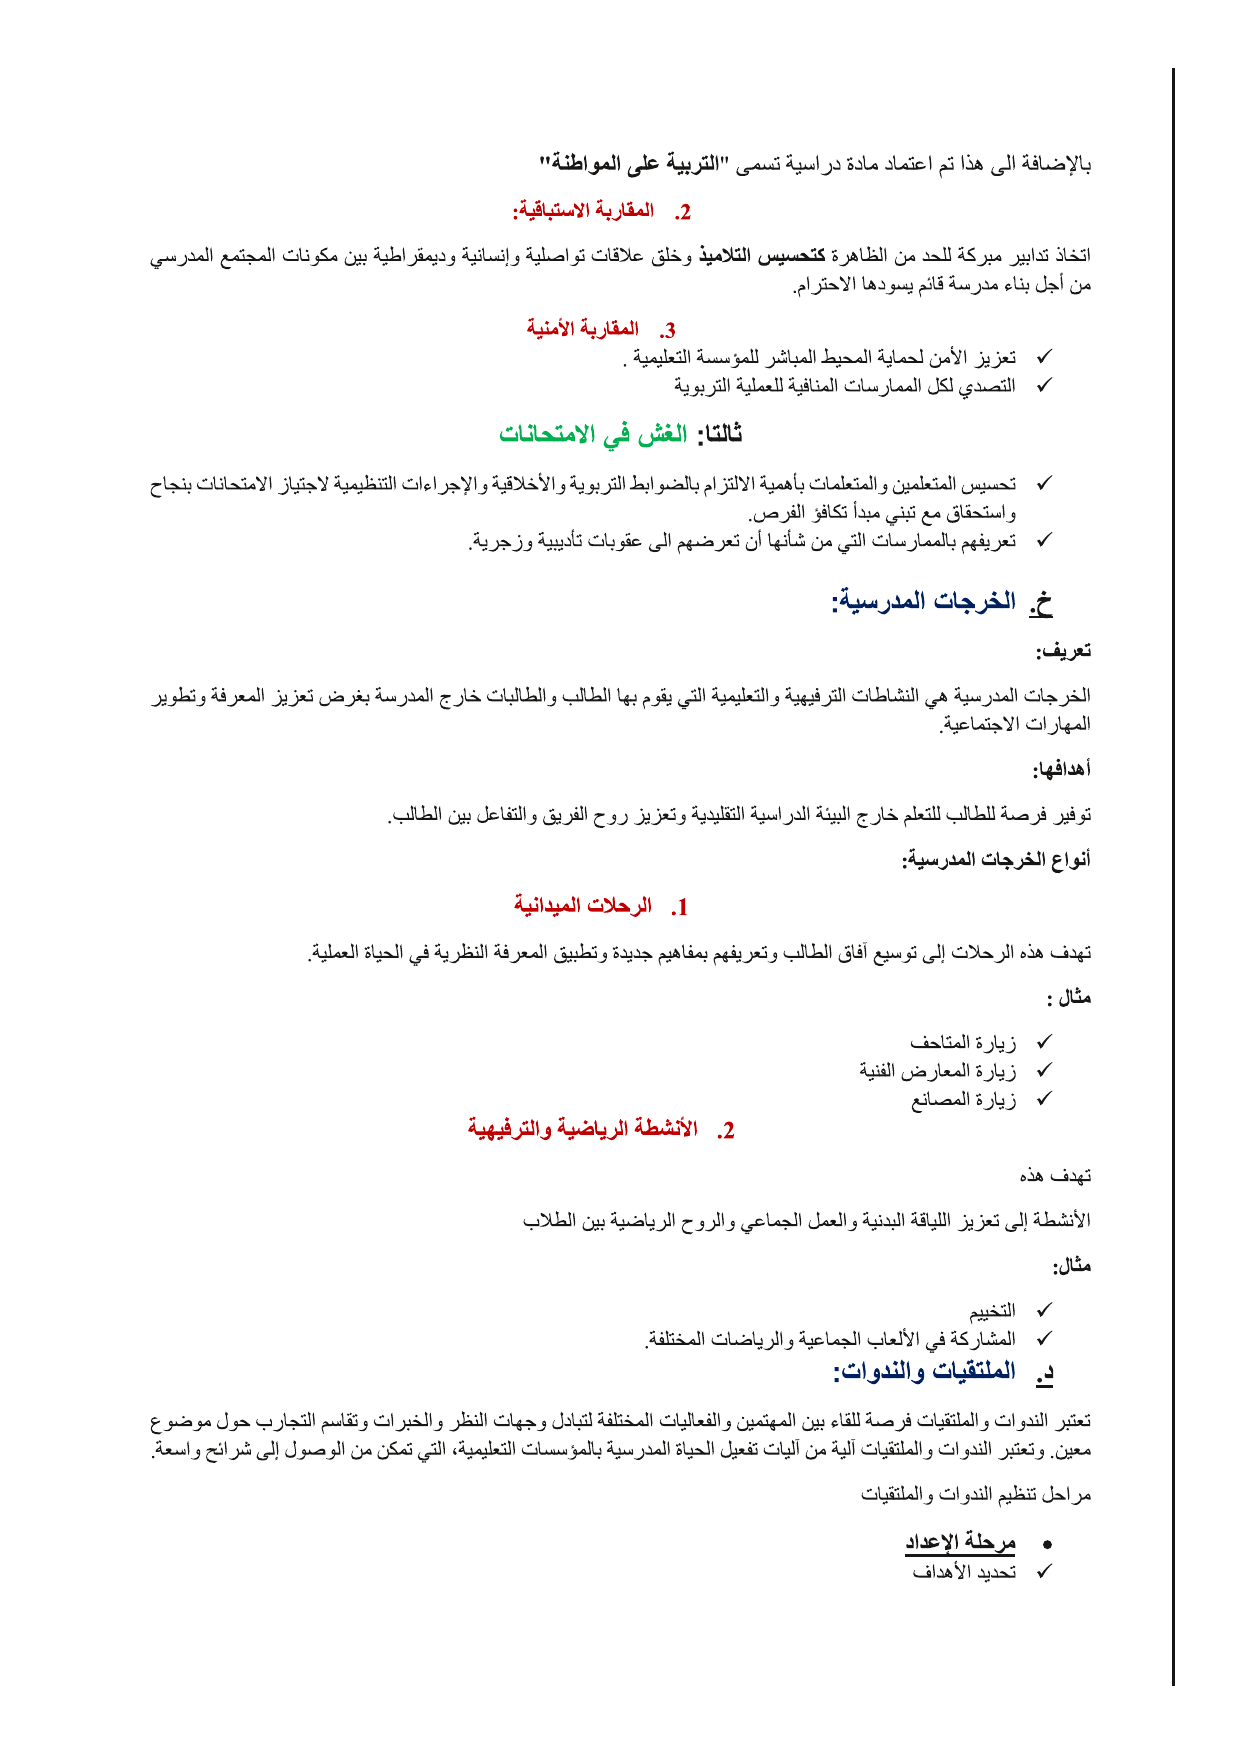 بالإضافة الى هذا تم اعتماد مادة دراسية تسمى "التربية على المواطنة"
2. المقاربة الاستباقية:
اتخاذ تدابير مبركة للحد من الظاهرة كتحسيس التلاميذ وخلق علاقات تواصلية وإنسانية وديمقراطية بين مكونات المجتمع المدرسي
من أجل بناء مدرسة قائم يسودها الاحترام.
3. المقاربة الأمنية
✓ تعزيز الأمن لحماية المحيط المباشر للمؤسسة التعليمية .
✓ التصدي لكل الممارسات المنافية للعملية التربوية
ثالتا: الغش في الامتحانات
✓ تحسيس المتعلمين والمتعلمات بأهمية الالتزام بالضوابط التربوية والأخلاقية والإجراءات التنظيمية لاجتياز الامتحانات بنجاح
واستحقاق مع تبني مبدأ تكافؤ الفرص.
✓ تعريفهم بالممارسات التي من شأنها أن تعرضهم الى عقوبات تأديبية وزجرية.
خ. الخرجات المدرسية:
تعريف:
الخرجات المدرسية هي النشاطات الترفيهية والتعليمية التي يقوم بها الطالب والطالبات خارج المدرسة بغرض تعزيز المعرفة وتطوير
المهارات الاجتماعية.
أهدافها:
توفير فرصة للطالب للتعلم خارج البيئة الدراسية التقليدية وتعزيز روح الفريق والتفاعل بين الطالب.
أنواع الخرجات المدرسية:
1. الرحلات الميدانية
تهدف هذه الرحلات إلى توسيع آفاق الطالب وتعريفهم بمفاهيم جديدة وتطبيق المعرفة النظرية في الحياة العملية.
مثال :
✓ زيارة المتاحف
✓ زيارة المعارض الفنية
✓ زيارة المصانع
2. الأنشطة الرياضية والترفيهية
تهدف هذه
الأنشطة إلى تعزيز اللياقة البدنية والعمل الجماعي والروح الرياضية بين الطلاب
مثال:
✓ التخييم
✓ المشاركة في الألعاب الجماعية والرياضات المختلفة.
د. الملتقيات والندوات:
تعتبر الندوات والملتقيات فرصة للقاء بين المهتمين والفعاليات المختلفة لتبادل وجهات النظر والخبرات وتقاسم التجارب حول موضوع
معين. وتعتبر الندوات والملتقيات آلية من آليات تفعيل الحياة المدرسية بالمؤسسات التعليمية، التي تمكن من الوصول إلى شرائح واسعة.
مراحل تنظيم الندوات والملتقيات
• مرحلة الإعداد
✓ تحديد الأهداف